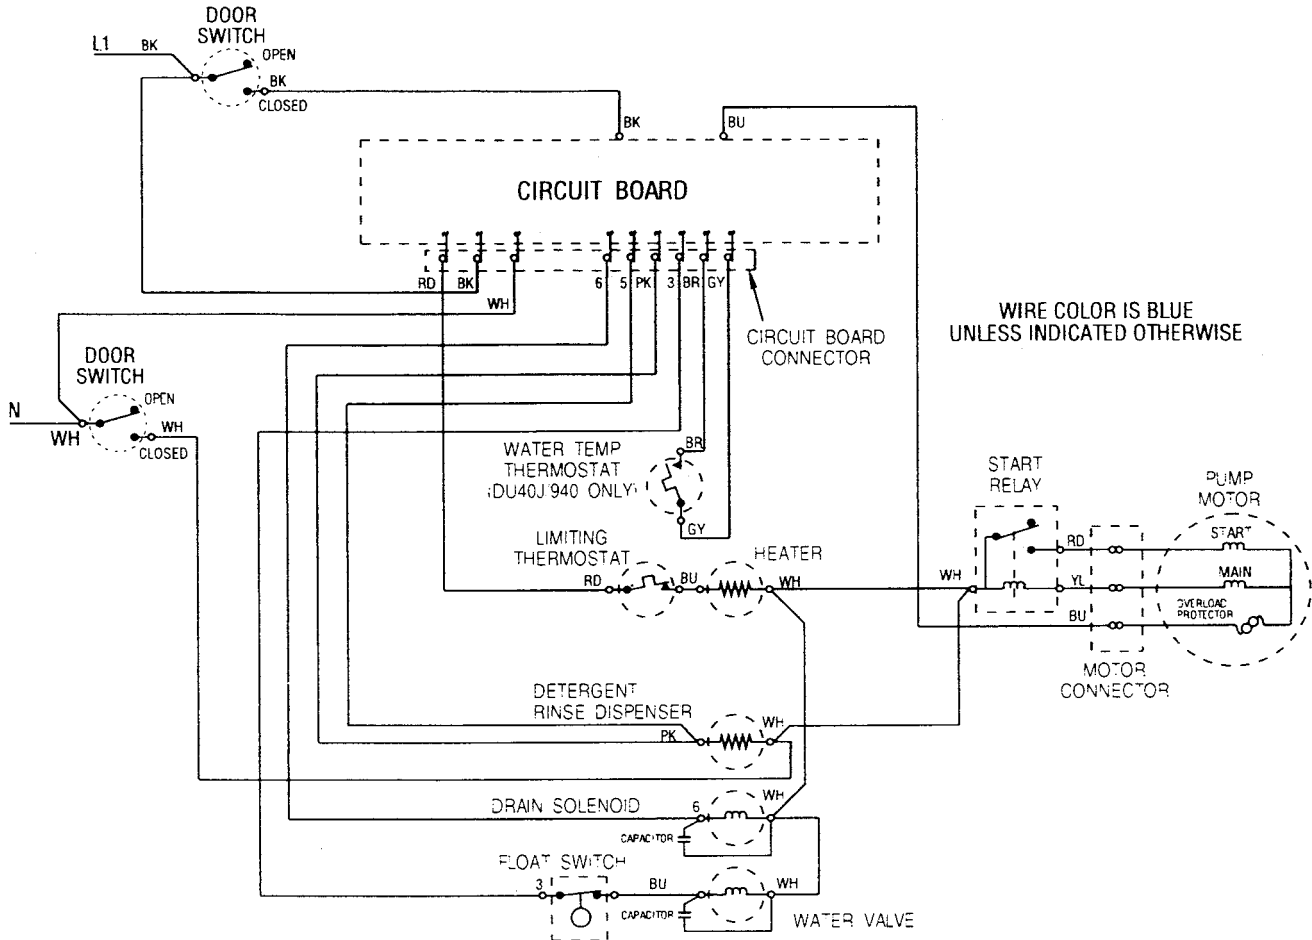 DOOR
SWITCH
L1
BK
OPEN
BK
CLOSED
BK
BU
CIRCUIT BOARD
RD
BK
WH
6
5
PK
3
BR
GY
CIRCUIT BOARD
CONNECTOR
WIRE COLOR IS BLUE
UNLESS INDICATED OTHERWISE
DOOR
SWITCH
N
WH
OPEN
WH
CLOSED
BR
WATER TEMP
THERMOSTAT
(DU40J/940 ONLY)
GY
START
RELAY
PUMP
MOTOR
LIMITING
THERMOSTAT
HEATER
RD
BU
WH
WH
RD
START
YL
MAIN
BU
OVERLOAD
PROTECTOR
MOTOR
CONNECTOR
DETERGENT
RINSE DISPENSER
PK
WH
DRAIN SOLENOID
6
WH
CAPACITOR
FLOAT SWITCH
3
BU
WH
CAPACITOR
WATER VALVE